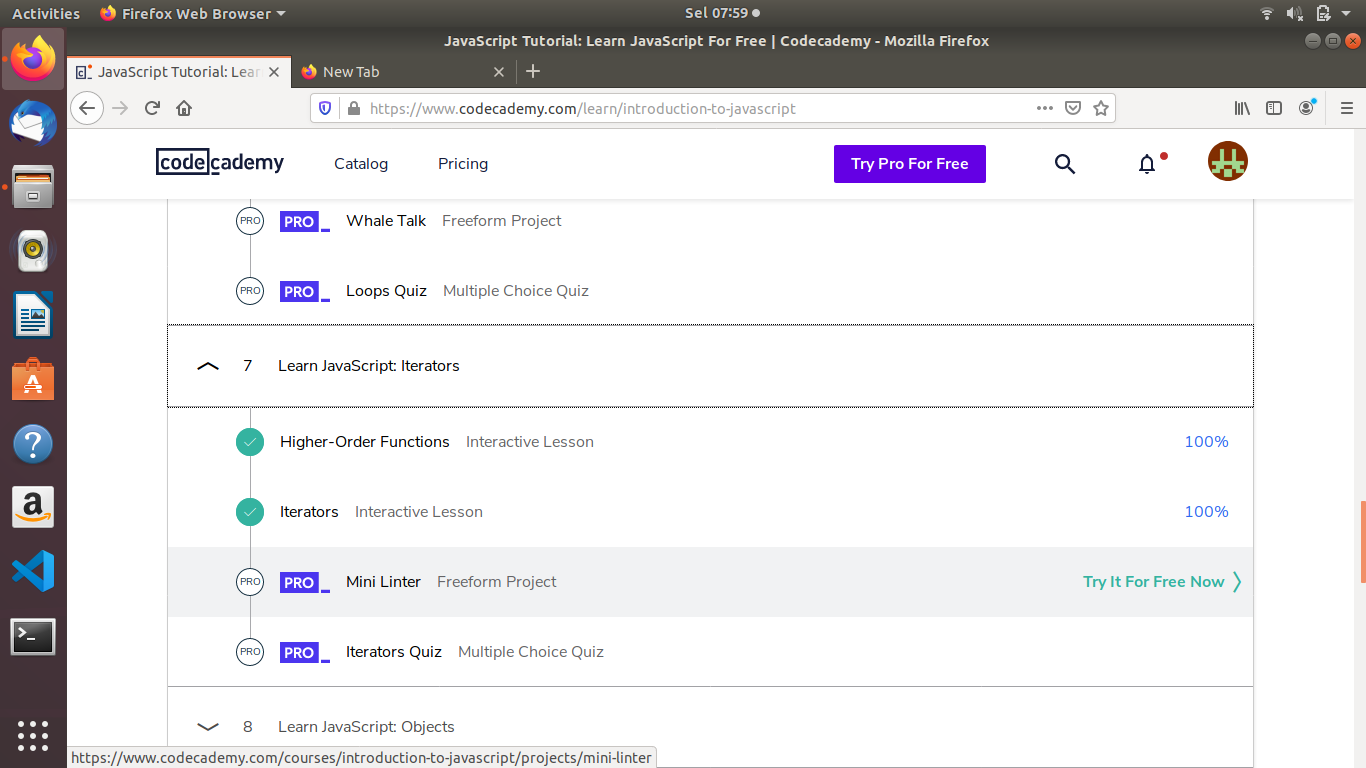 Activities Firefox Web Browser Sel 07:59
JavaScript Tutorial: Learn JavaScript For Free | Codecademy - Mozilla Firefox
JavaScript Tutorial: Lear New Tab
https://www.codecademy.com/learn/introduction-to-javascript
codecademy Catalog Pricing Try Pro For Free
PRO PRO Whale Talk Freeform Project
PRO PRO Loops Quiz Multiple Choice Quiz
7 Learn JavaScript: Iterators
Higher-Order Functions Interactive Lesson 100%
Iterators Interactive Lesson 100%
PRO PRO Mini Linter Freeform Project Try It For Free Now
PRO PRO Iterators Quiz Multiple Choice Quiz
8 Learn JavaScript: Objects
https://www.codecademy.com/courses/introduction-to-javascript/projects/mini-linter